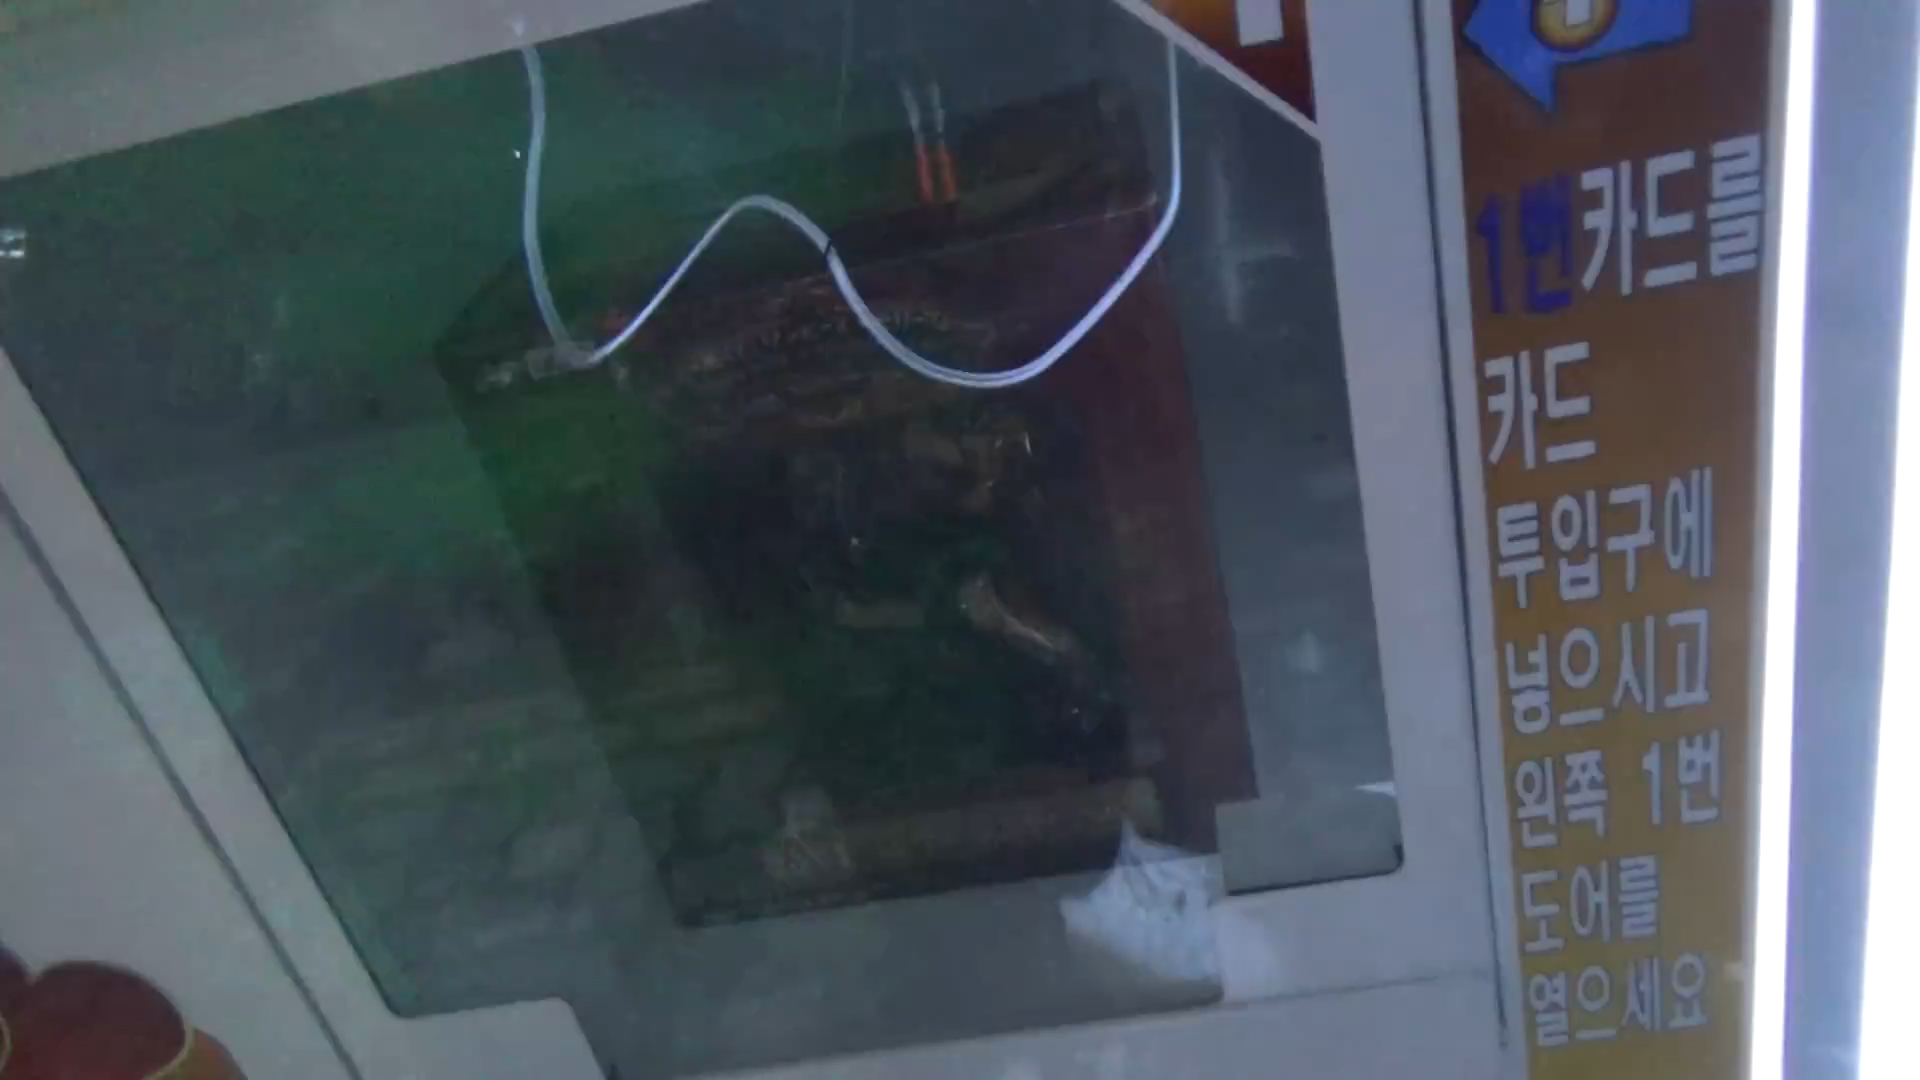 1번카드를
카드
투입구에
넣으시고
왼쪽 1번
도어를
열으세요